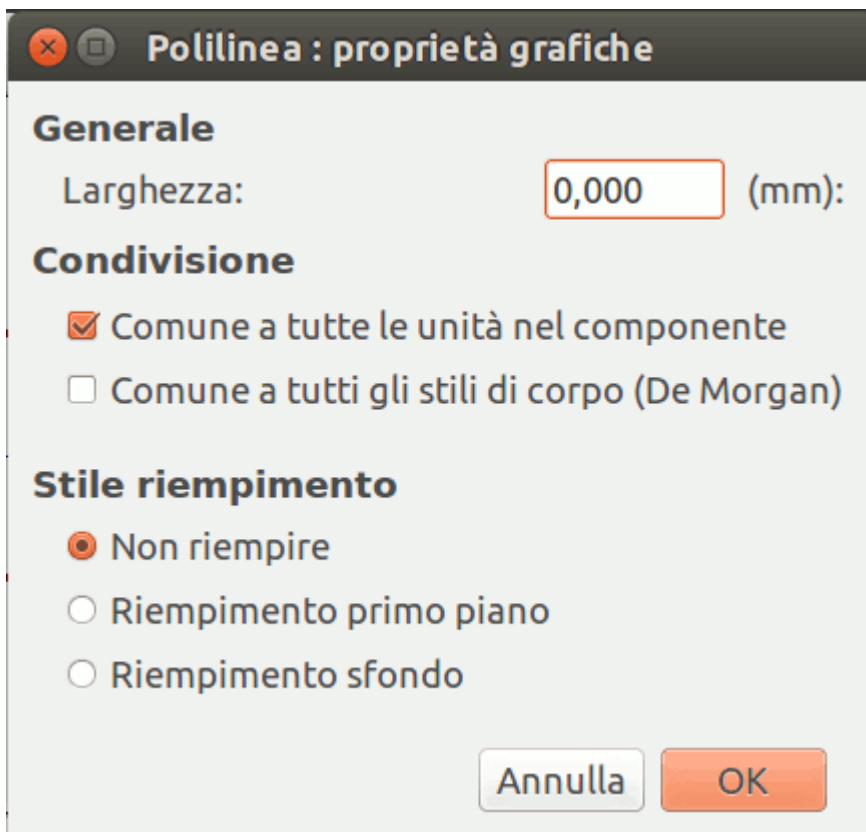 Polilinea : proprietà grafiche
Generale
Larghezza: 0,000 (mm):
Condivisione
Comune a tutte le unità nel componente
Comune a tutti gli stili di corpo (De Morgan)
Stile riempimento
Non riempire
Riempimento primo piano
Riempimento sfondo
Annulla OK